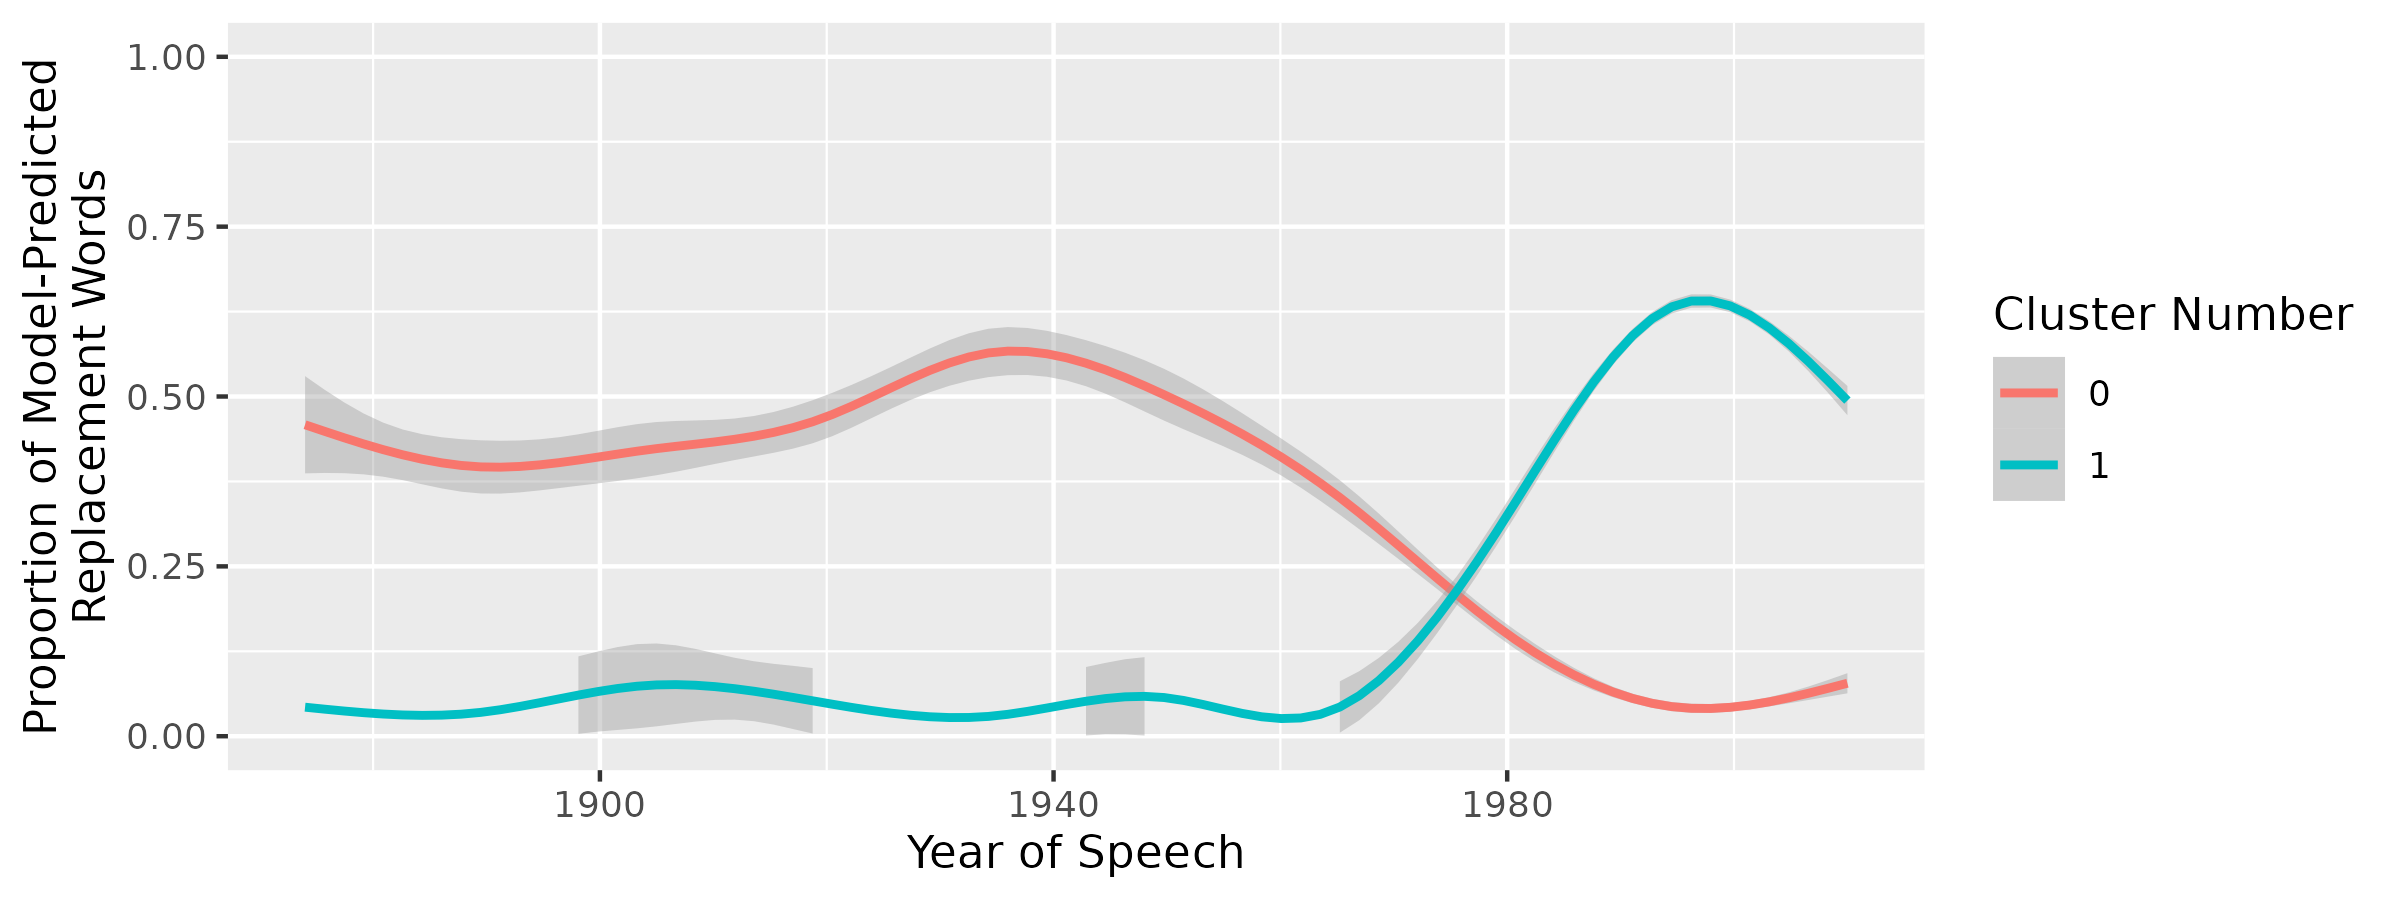 Proportion of Model-Predicted
Replacement Words
1.00
0.75
0.50
0.25
0.00
1900
1940
1980
Year of Speech
Cluster Number
0
1